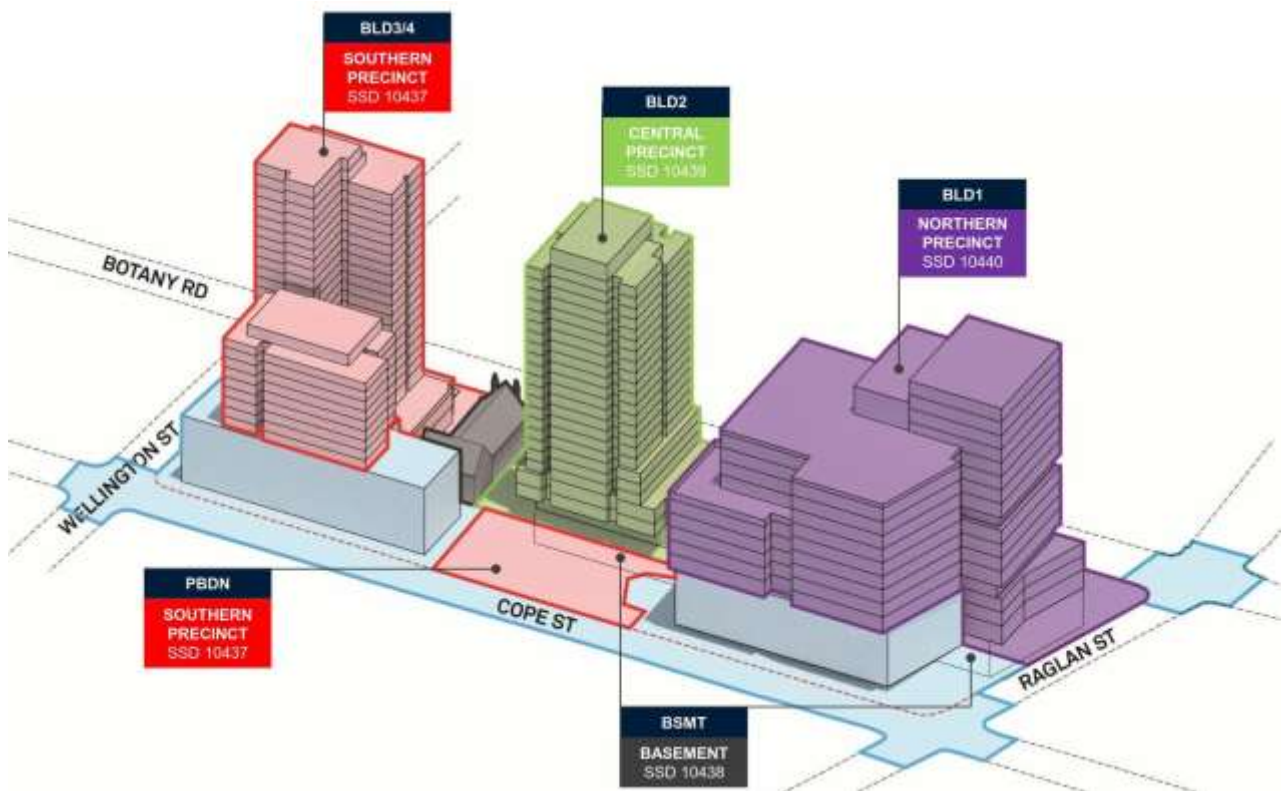 BLD3/4
SOUTHERN
PRECINCT
SSD 10437
BLD2
CENTRAL
PRECINCT
SSD 10439
BLD1
NORTHERN
PRECINCT
SSD 10440
BOTANY RD
WELLINGTON ST
PBDN
SOUTHERN
PRECINCT
SSD 10437
COPE ST
RAGLAN ST
BSMT
BASEMENT
SSD 10438